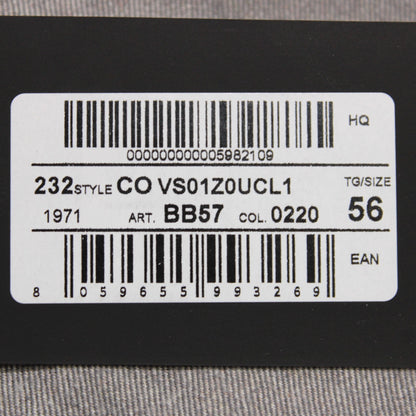 HQ
000000000005982109
232 STYLE CO VS01Z0UCL1 TG/SIZE
1971 ART. BB57 COL. 0220 56
EAN
8 059655 993269